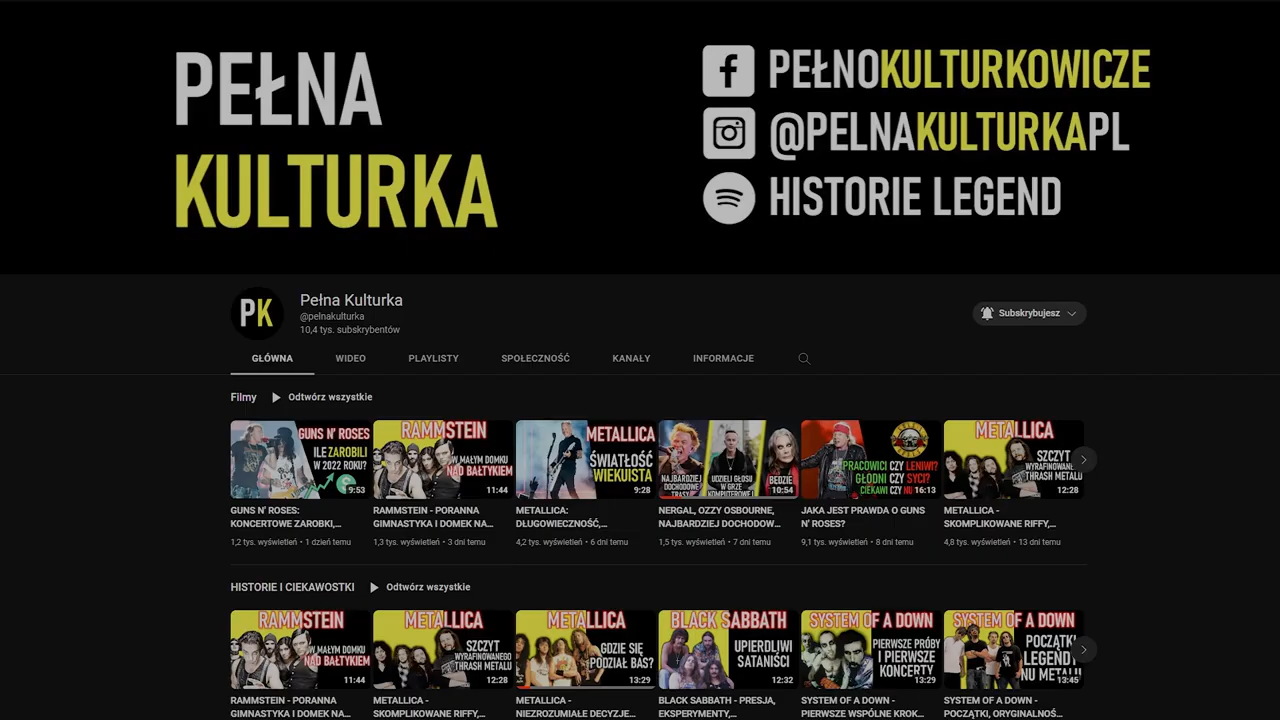 PEŁNA
KULTURKA
PEŁNOKULTURKOWICZE
@PELNAKULTURKAPL
HISTORIE LEGEND
PK
Pełna Kulturka
@pelnakulturka
10,4 tys. subskrybentów
Subskrybujesz
GŁÓWNA WIDEO PLAYLISTY SPOŁECZNOŚĆ KANAŁY INFORMACJE
Filmy Odtwórz wszystkie
GUNS N' ROSES
ILE ZAROBILI
W 2022 ROKU?
9:53
RAMMSTEIN
W MAŁYM DOMKU
NAD BAŁTYKIEM
11:44
METALLICA
ŚWIATŁOŚĆ
WIEKUISTA
9:28
NAJBARDZIEJ
DOCHODOWE
TRASY
UDZIELI GŁOSU
W GRZE
KOMPUTEROWEJ
BĘDZIE
10:54
PRACOWICI CZY LENIWI?
GŁODNI CZY SYCI?
CIEKAWI CZY NU
16:13
METALLICA
SZCZYT
WYRAFINOWANEGO
THRASH METALU
12:28
GUNS N' ROSES:
KONCERTOWE ZAROBKI,...
1,2 tys. wyświetleń • 1 dzień temu
RAMMSTEIN - PORANNA
GIMNASTYKA I DOMEK NA...
1,3 tys. wyświetleń • 3 dni temu
METALLICA:
DŁUGOWIECZNOŚĆ,...
4,2 tys. wyświetleń • 6 dni temu
NERGAL, OZZY OSBOURNE,
NAJBARDZIEJ DOCHODOW...
1,5 tys. wyświetleń • 7 dni temu
JAKA JEST PRAWDA O GUNS
N' ROSES?
9,1 tys. wyświetleń • 8 dni temu
METALLICA -
SKOMPLIKOWANE RIFFY,...
4,8 tys. wyświetleń • 13 dni temu
HISTORIE I CIEKAWOSTKI Odtwórz wszystkie
RAMMSTEIN
W MAŁYM DOMKU
NAD BAŁTYKIEM
11:44
METALLICA
SZCZYT
WYRAFINOWANEGO
THRASH METALU
12:28
METALLICA
GDZIE SIĘ
PODZIAŁ BAS?
13:29
BLACK SABBATH
UPIERDLIWI
SATANIŚCI
12:32
SYSTEM OF A DOWN
PIERWSZE PRÓBY
I PIERWSZE
KONCERTY
13:29
SYSTEM OF A DOWN
POCZĄTKI
LEGENDY
NU METALU
13:45
RAMMSTEIN - PORANNA
GIMNASTYKA I DOMEK NA...
METALLICA -
SKOMPLIKOWANE RIFFY,...
METALLICA -
NIEZROZUMIAŁE DECYZJE...
BLACK SABBATH - PRESJA,
EKSPERYMENTY,...
SYSTEM OF A DOWN -
PIERWSZE WSPÓLNE KROK...
SYSTEM OF A DOWN -
POCZĄTKI, ORYGINALNOŚ...